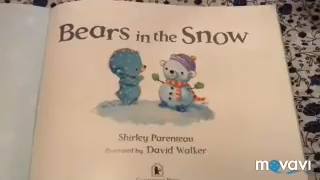 Bears in the Snow
Shirley Parenteau
illustrated by David Walker
movavi